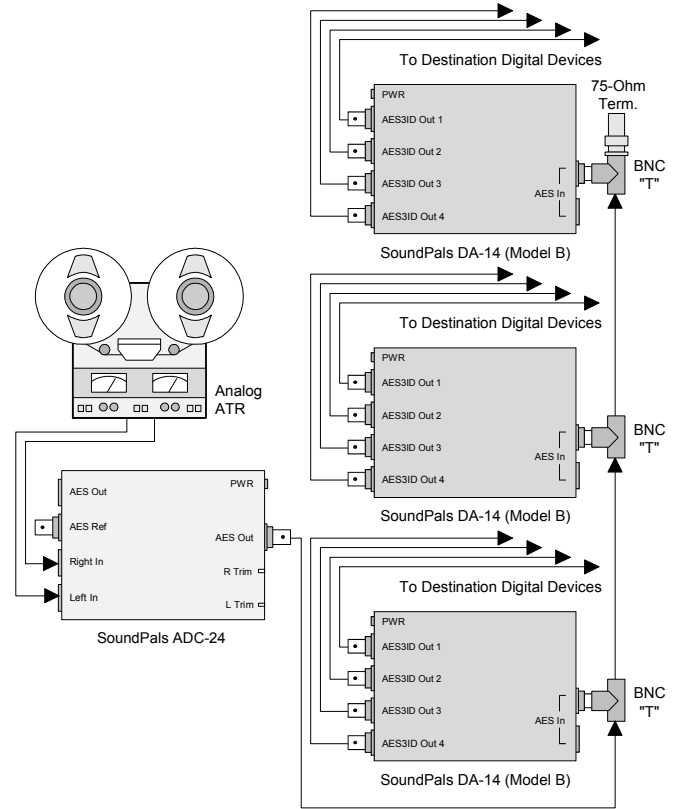 To Destination Digital Devices
75-Ohm
Term.
PWR
AES3ID Out 1
AES3ID Out 2
AES3ID Out 3
AES3ID Out 4
AES In
BNC
"T"
SoundPals DA-14 (Model B)
To Destination Digital Devices
PWR
AES3ID Out 1
AES3ID Out 2
AES3ID Out 3
AES3ID Out 4
AES In
BNC
"T"
SoundPals DA-14 (Model B)
Analog
ATR
AES Out
AES Ref
Right In
Left In
PWR
AES Out
R Trim
L Trim
SoundPals ADC-24
To Destination Digital Devices
PWR
AES3ID Out 1
AES3ID Out 2
AES3ID Out 3
AES3ID Out 4
AES In
BNC
"T"
SoundPals DA-14 (Model B)